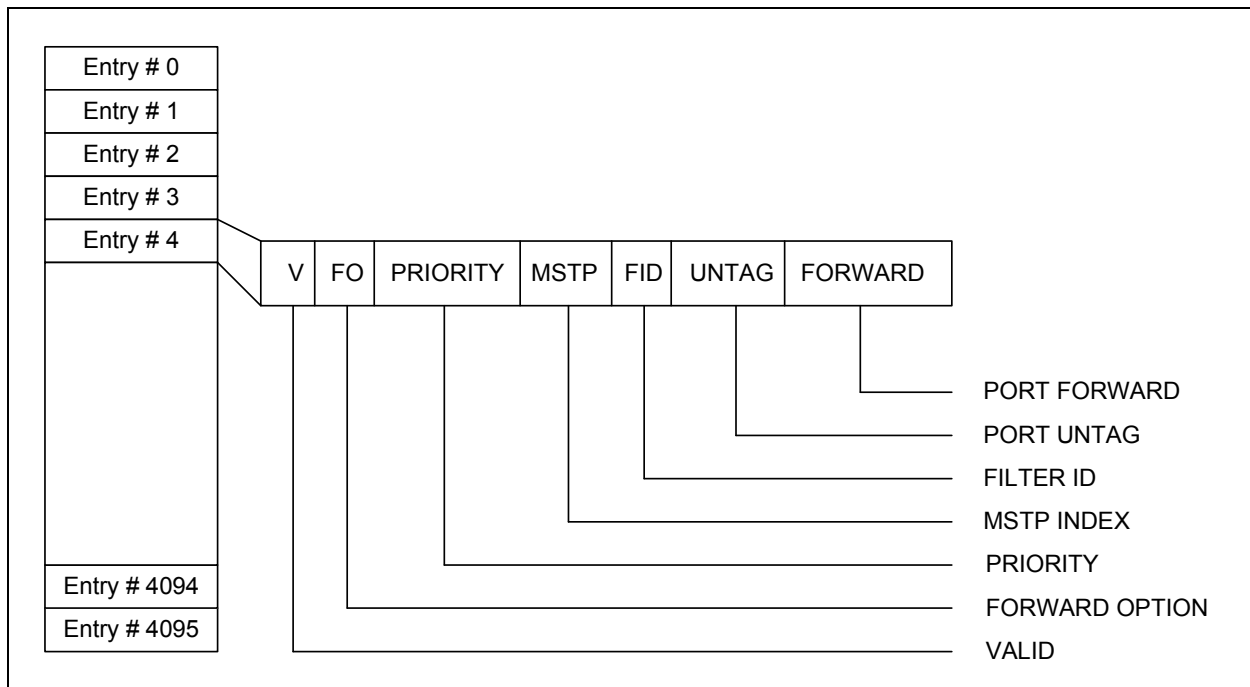 Entry # 0
Entry # 1
Entry # 2
Entry # 3
Entry # 4
V FO PRIORITY MSTP FID UNTAG FORWARD
PORT FORWARD
PORT UNTAG
FILTER ID
MSTP INDEX
PRIORITY
FORWARD OPTION
VALID
Entry # 4094
Entry # 4095